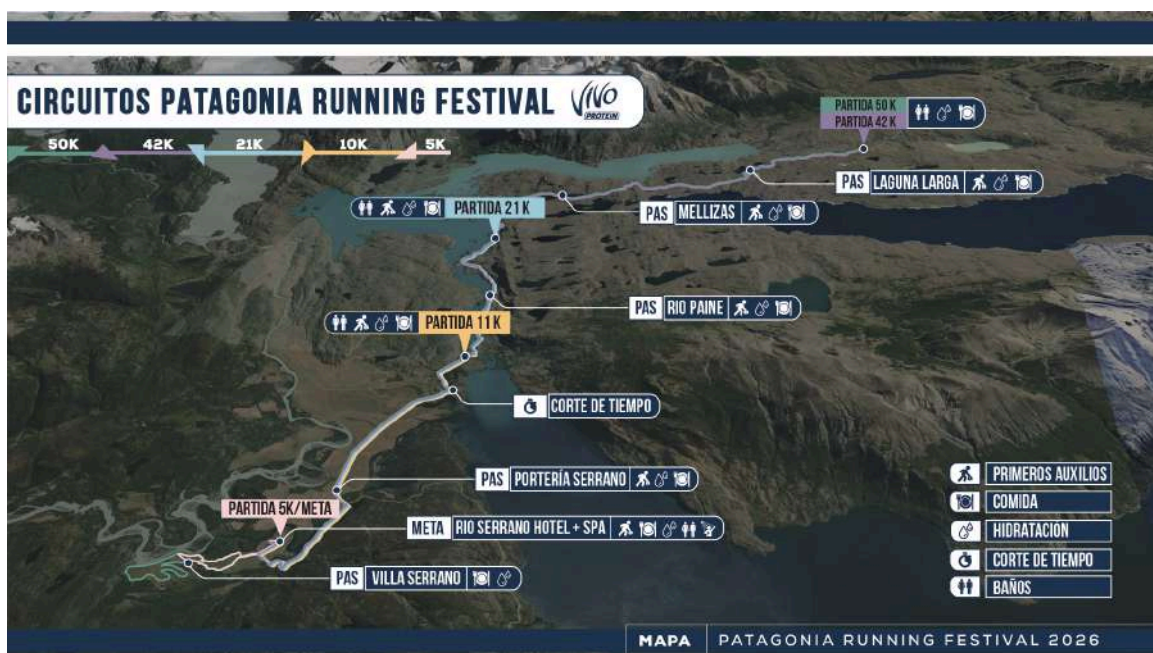 CIRCUITOS PATAGONIA RUNNING FESTIVAL VIVO PROTEIN
50K 42K 21K 10K 5K
PARTIDA 50 K
PARTIDA 42 K
PAS LAGUNA LARGA
PARTIDA 21 K
PAS MELLIZAS
PAS RIO PAINE
PARTIDA 11 K
CORTE DE TIEMPO
PAS PORTERÍA SERRANO
PARTIDA 5K/META
META RIO SERRANO HOTEL + SPA
PAS VILLA SERRANO
PRIMEROS AUXILIOS
COMIDA
HIDRATACION
CORTE DE TIEMPO
BAÑOS
MAPA PATAGONIA RUNNING FESTIVAL 2026